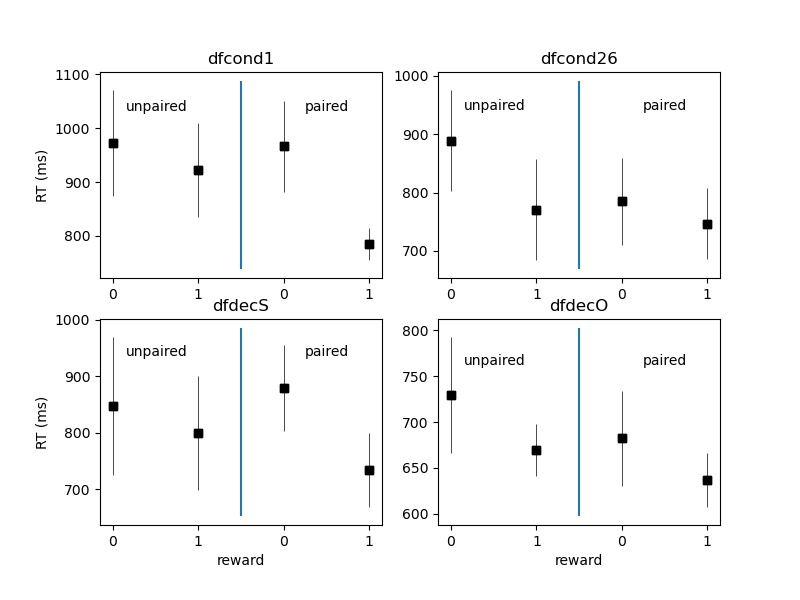 dfcond1
1100
1000
900
800
RT (ms)
unpaired
paired
0 1 0 1
dfcond26
1000
900
800
700
unpaired
paired
0 1 0 1
dfdecS
1000
900
800
700
RT (ms)
unpaired
paired
0 1 0 1
reward
dfdecO
800
750
700
650
600
unpaired
paired
0 1 0 1
reward